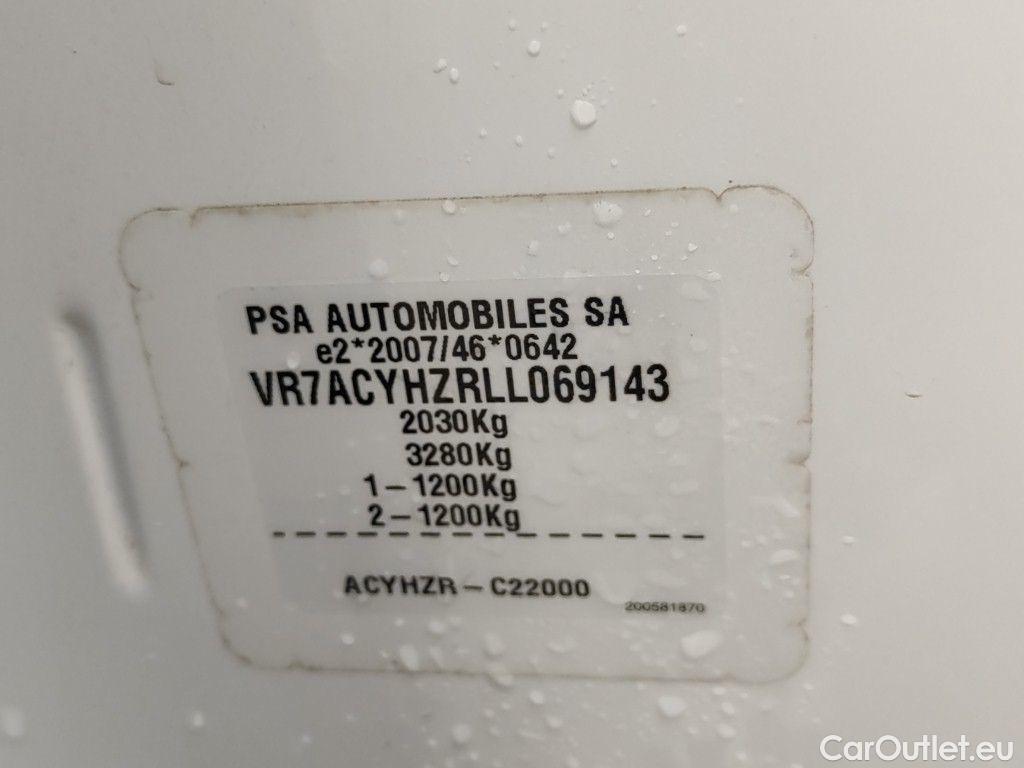 PSA AUTOMOBILES SA
e2*2007/46*0642
VR7ACYHZRLL069143
2030Kg
3280Kg
1-1200Kg
2-1200Kg
ACYHZR-C22000
200581870
CarOutlet.eu